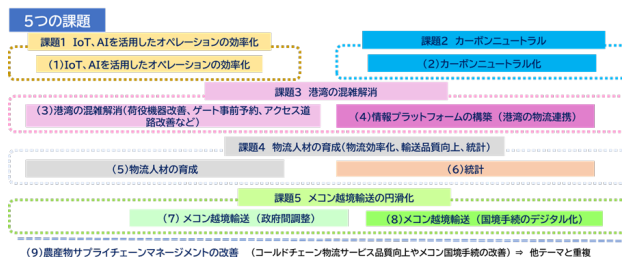 5つの課題
課題1 IoT、AIを活用したオペレーションの効率化
(1)IoT、AIを活用したオペレーションの効率化
課題2 カーボンニュートラル
(2)カーボンニュートラル化
課題3 港湾の混雑解消
(3)港湾の混雑解消(荷役機器改善、ゲート事前予約、アクセス道
路改善など)
(4)情報プラットフォームの構築(港湾の物流連携)
課題4 物流人材の育成(物流効率化、輸送品質向上、統計)
(5)物流人材の育成
(6)統計
課題5 メコン越境輸送の円滑化
(7)メコン越境輸送(政府間調整)
(8)メコン越境輸送(国境手続のデジタル化)
(9)農産物サプライチェーンマネージメントの改善 (コールドチェーン物流サービス品質向上やメコン国境手続の改善) ⇒ 他テーマと重複